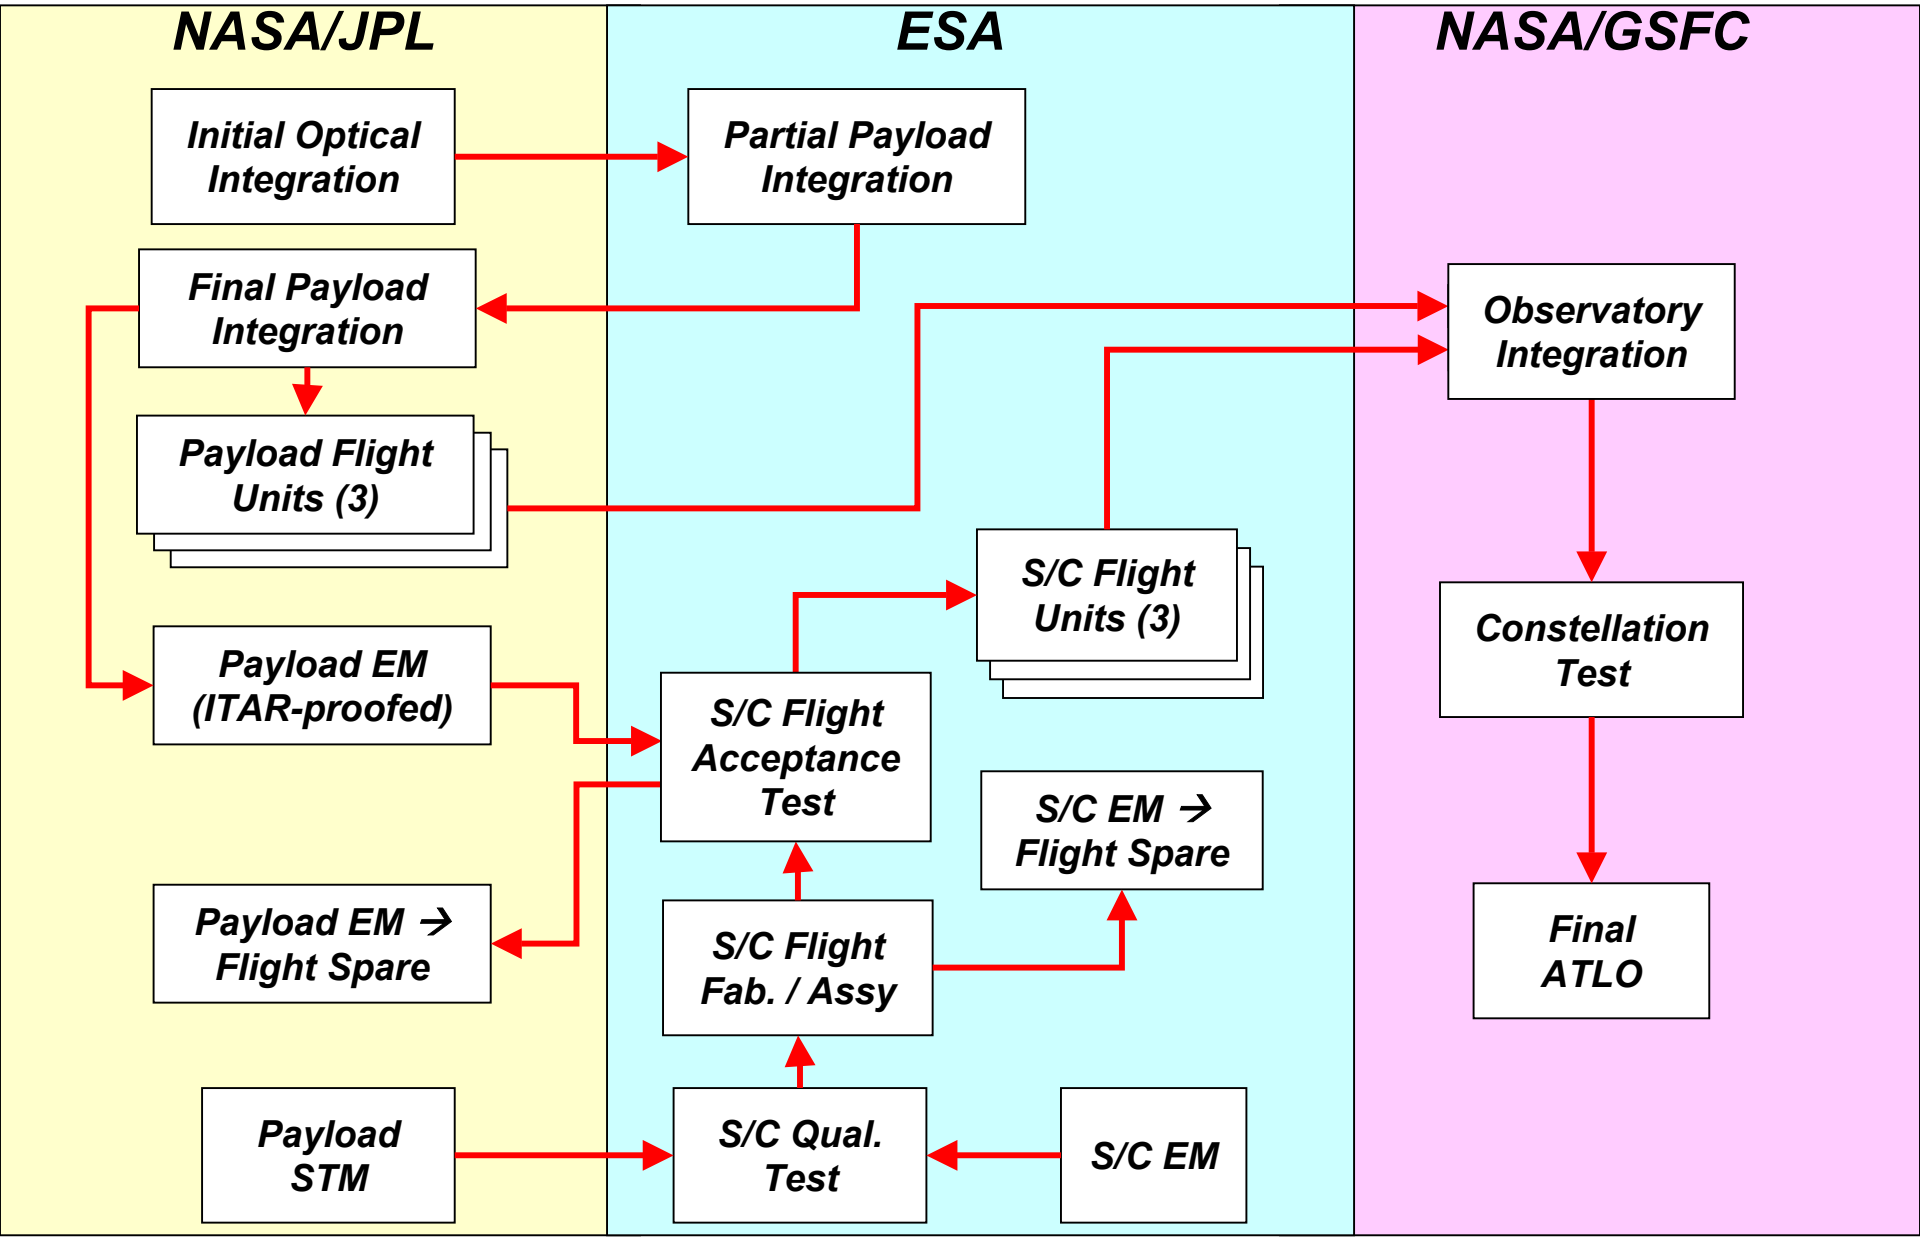 NASA/JPL
ESA
NASA/GSFC
Initial Optical
Integration
Partial Payload
Integration
Final Payload
Integration
Observatory
Integration
Payload Flight
Units (3)
S/C Flight
Units (3)
Constellation
Test
Payload EM
(ITAR-proofed)
S/C Flight
Acceptance
Test
S/C EM →
Flight Spare
Payload EM →
Flight Spare
S/C Flight
Fab. / Assy
Final
ATLO
Payload
STM
S/C Qual.
Test
S/C EM